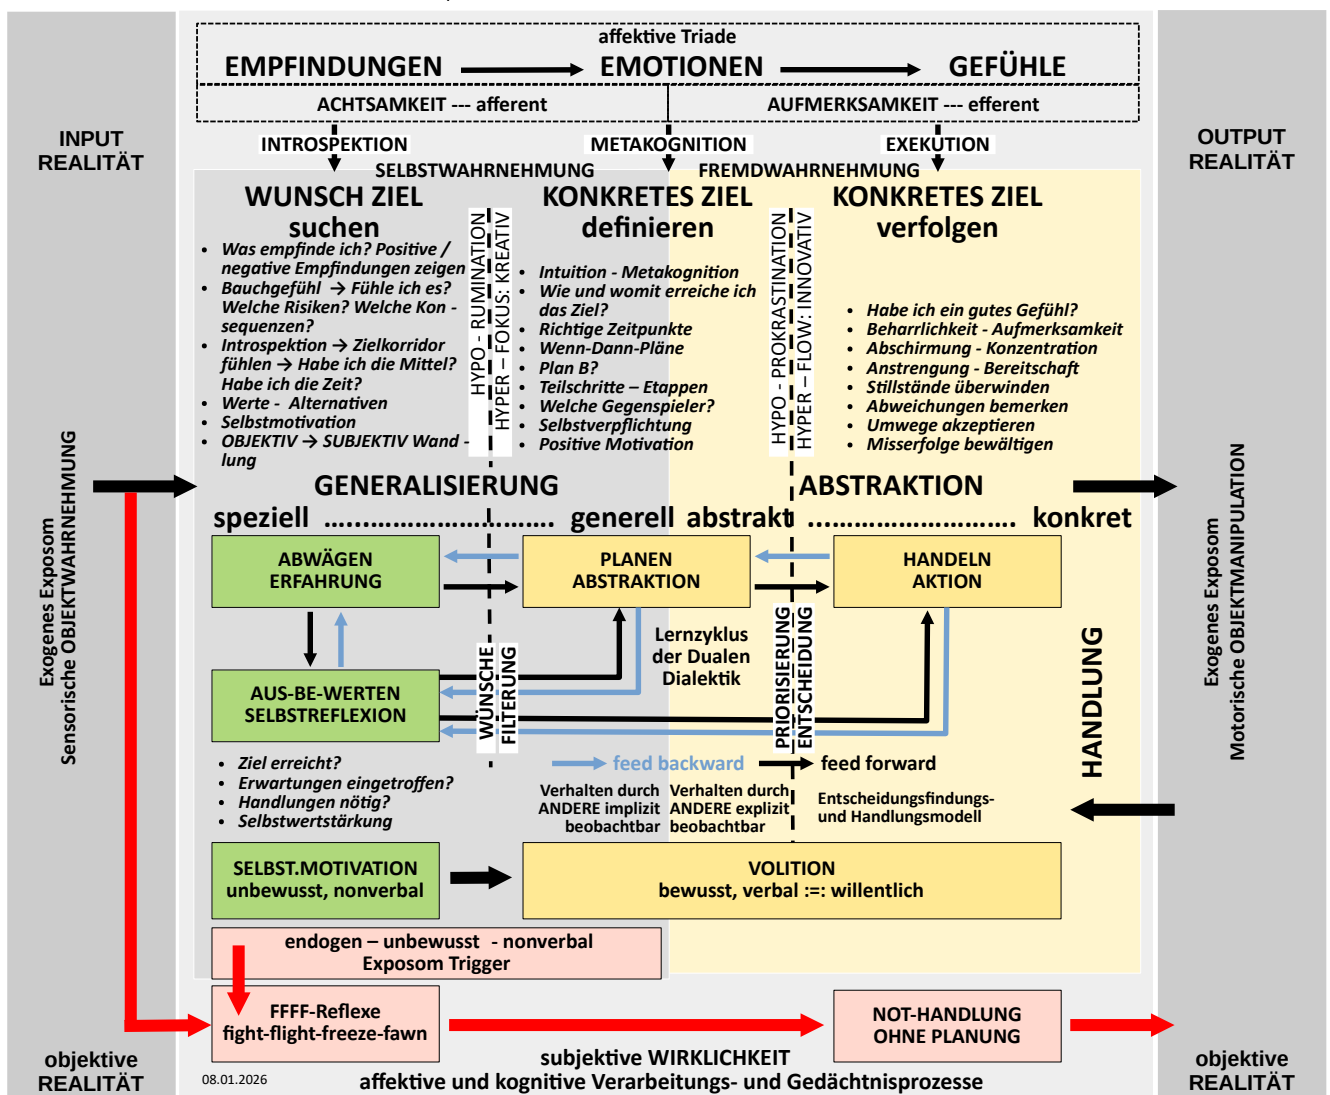 affektive Triade
EMPFINDUNGEN
EMOTIONEN
GEFÜHLE
ACHTSAMKEIT --- afferent
AUFMERKSAMKEIT --- efferent
INPUT
REALITÄT
OUTPUT
REALITÄT
INTROSPEKTION
METAKOGNITION
EXEKUTION
SELBSTWAHRNEHMUNG
FREMDWAHRNEHMUNG
WUNSCH ZIEL
suchen
• Was empfinde ich? Positive /
negative Empfindungen zeigen
• Bauchgefühl → Fühle ich es?
Welche Risiken? Welche Kon -
sequenzen?
• Introspektion → Zielkorridor
fühlen → Habe ich die Mittel?
Habe ich die Zeit?
• Werte - Alternativen
• Selbstmotivation
• OBJEKTIV → SUBJEKTIV Wand -
lung
HYPO - RUMINATION
HYPER – FOKUS: KREATIV
KONKRETES ZIEL
definieren
• Intuition - Metakognition
• Wie und womit erreiche ich
das Ziel?
• Richtige Zeitpunkte
• Wenn-Dann-Pläne
• Plan B?
• Teilschritte – Etappen
• Welche Gegenspieler?
• Selbstverpflichtung
• Positive Motivation
HYPO - PROKRASTINATION
HYPER – FLOW: INNOVATIV
KONKRETES ZIEL
verfolgen
• Habe ich ein gutes Gefühl?
• Beharrlichkeit - Aufmerksamkeit
• Abschirmung - Konzentration
• Anstrengung - Bereitschaft
• Stillstände überwinden
• Abweichungen bemerken
• Umwege akzeptieren
• Misserfolge bewältigen
Exogenes Exposom
Sensorische OBJEKTWAHRNEHMUNG
Exogenes Exposom
Motorische OBJEKTMANIPULATION
GENERALISIERUNG
ABSTRAKTION
speziell ................................ generell
abstrakt ............................. konkret
ABWÄGEN
ERFAHRUNG
PLANEN
ABSTRAKTION
HANDELN
AKTION
Lernzyklus
der Dualen
Dialektik
AUS-BE-WERTEN
SELBSTREFLEXION
WÜNSCHE
FILTERUNG
PRIORISIERUNG
ENTSCHEIDUNG
HANDLUNG
• Ziel erreicht?
• Erwartungen eingetroffen?
• Handlungen nötig?
• Selbstwertstärkung
feed backward
feed forward
Verhalten durch
ANDERE implizit
beobachtbar
Verhalten durch
ANDERE explizit
beobachtbar
Entscheidungsfindungs-
und Handlungsmodell
SELBST.MOTIVATION
unbewusst, nonverbal
VOLITION
bewusst, verbal :=: willentlich
endogen – unbewusst - nonverbal
Exposom Trigger
FFFF-Reflexe
fight-flight-freeze-fawn
NOT-HANDLUNG
OHNE PLANUNG
objektive
REALITÄT
08.01.2026
subjektive WIRKLICHKEIT
affektive und kognitive Verarbeitungs- und Gedächtnisprozesse
objektive
REALITÄT